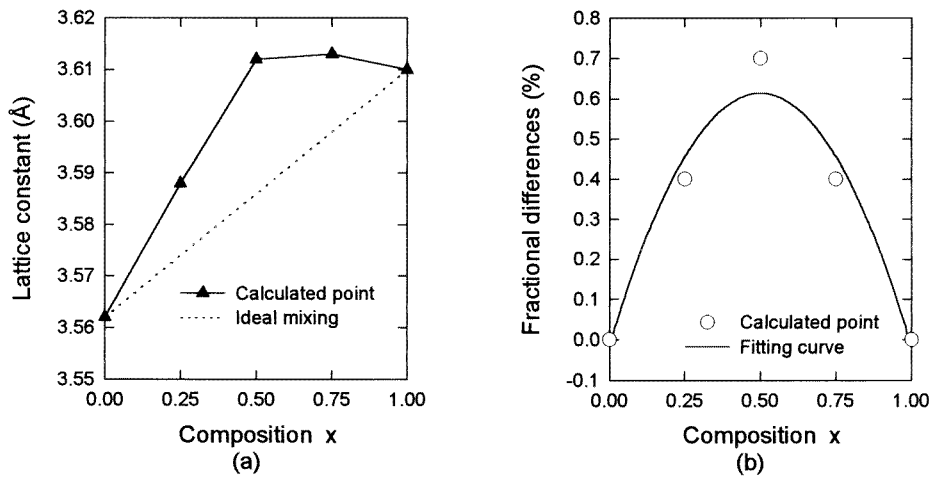 3.62
3.61
3.60
3.59
3.58
3.57
3.56
3.55
Lattice constant (Å)
Calculated point
Ideal mixing
0.00 0.25 0.50 0.75 1.00
Composition x
(a)
0.8
0.7
0.6
0.5
0.4
0.3
0.2
0.1
0.0
-0.1
Fractional differences (%)
Calculated point
Fitting curve
0.00 0.25 0.50 0.75 1.00
Composition x
(b)